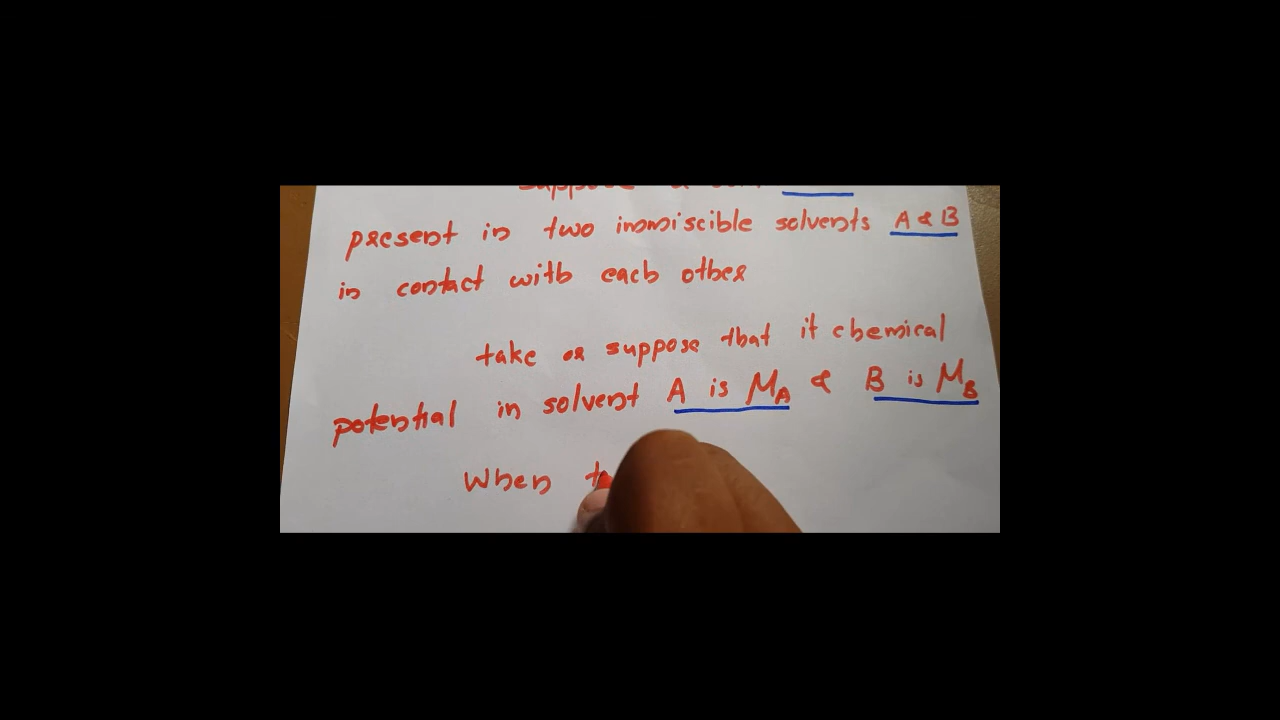 suppose a
present in two immiscible solvents A & B
in contact with each other
take or suppose that it chemical
potential in solvent A is μA & B is μB
When t